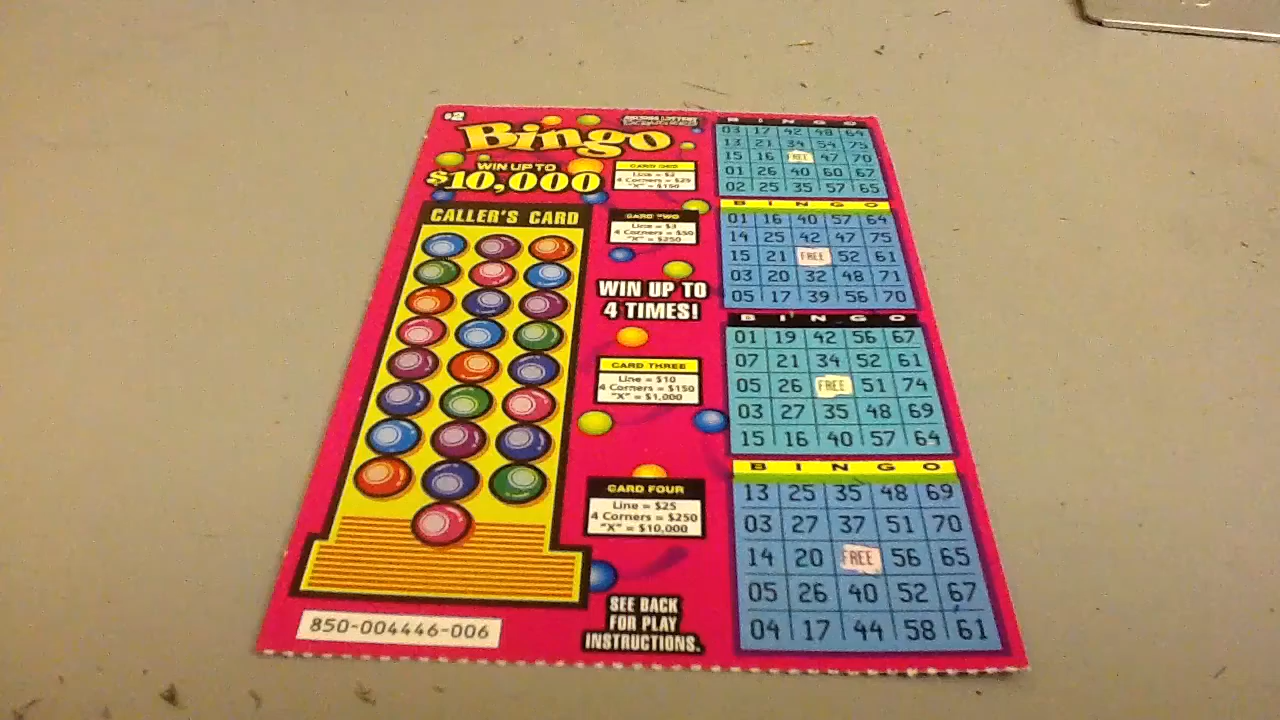 $2
Bingo
WIN UP TO
$10,000
CALLER'S CARD
850-004446-006
Line = $2
4 Corners = $25
"X" = $150
CARD TWO
Line = $3
4 Corners = $50
"X" = $250
WIN UP TO
4 TIMES!
CARD THREE
Line = $10
4 Corners = $150
"X" = $1,000
CARD FOUR
Line = $25
4 Corners = $250
"X" = $10,000
SEE BACK
FOR PLAY
INSTRUCTIONS.
B I N G O
03 17 42 48 64
13 21 34 54 75
15 16 FREE 47 70
01 26 40 60 67
02 25 35 57 65
B I N G O
01 16 40 57 64
14 25 42 47 75
15 21 FREE 52 61
03 20 32 48 71
05 17 39 56 70
B I N G O
01 19 42 56 67
07 21 34 52 61
05 26 FREE 51 74
03 27 35 48 69
15 16 40 57 64
B I N G O
13 25 35 48 69
03 27 37 51 70
14 20 FREE 56 65
05 26 40 52 67
04 17 44 58 61